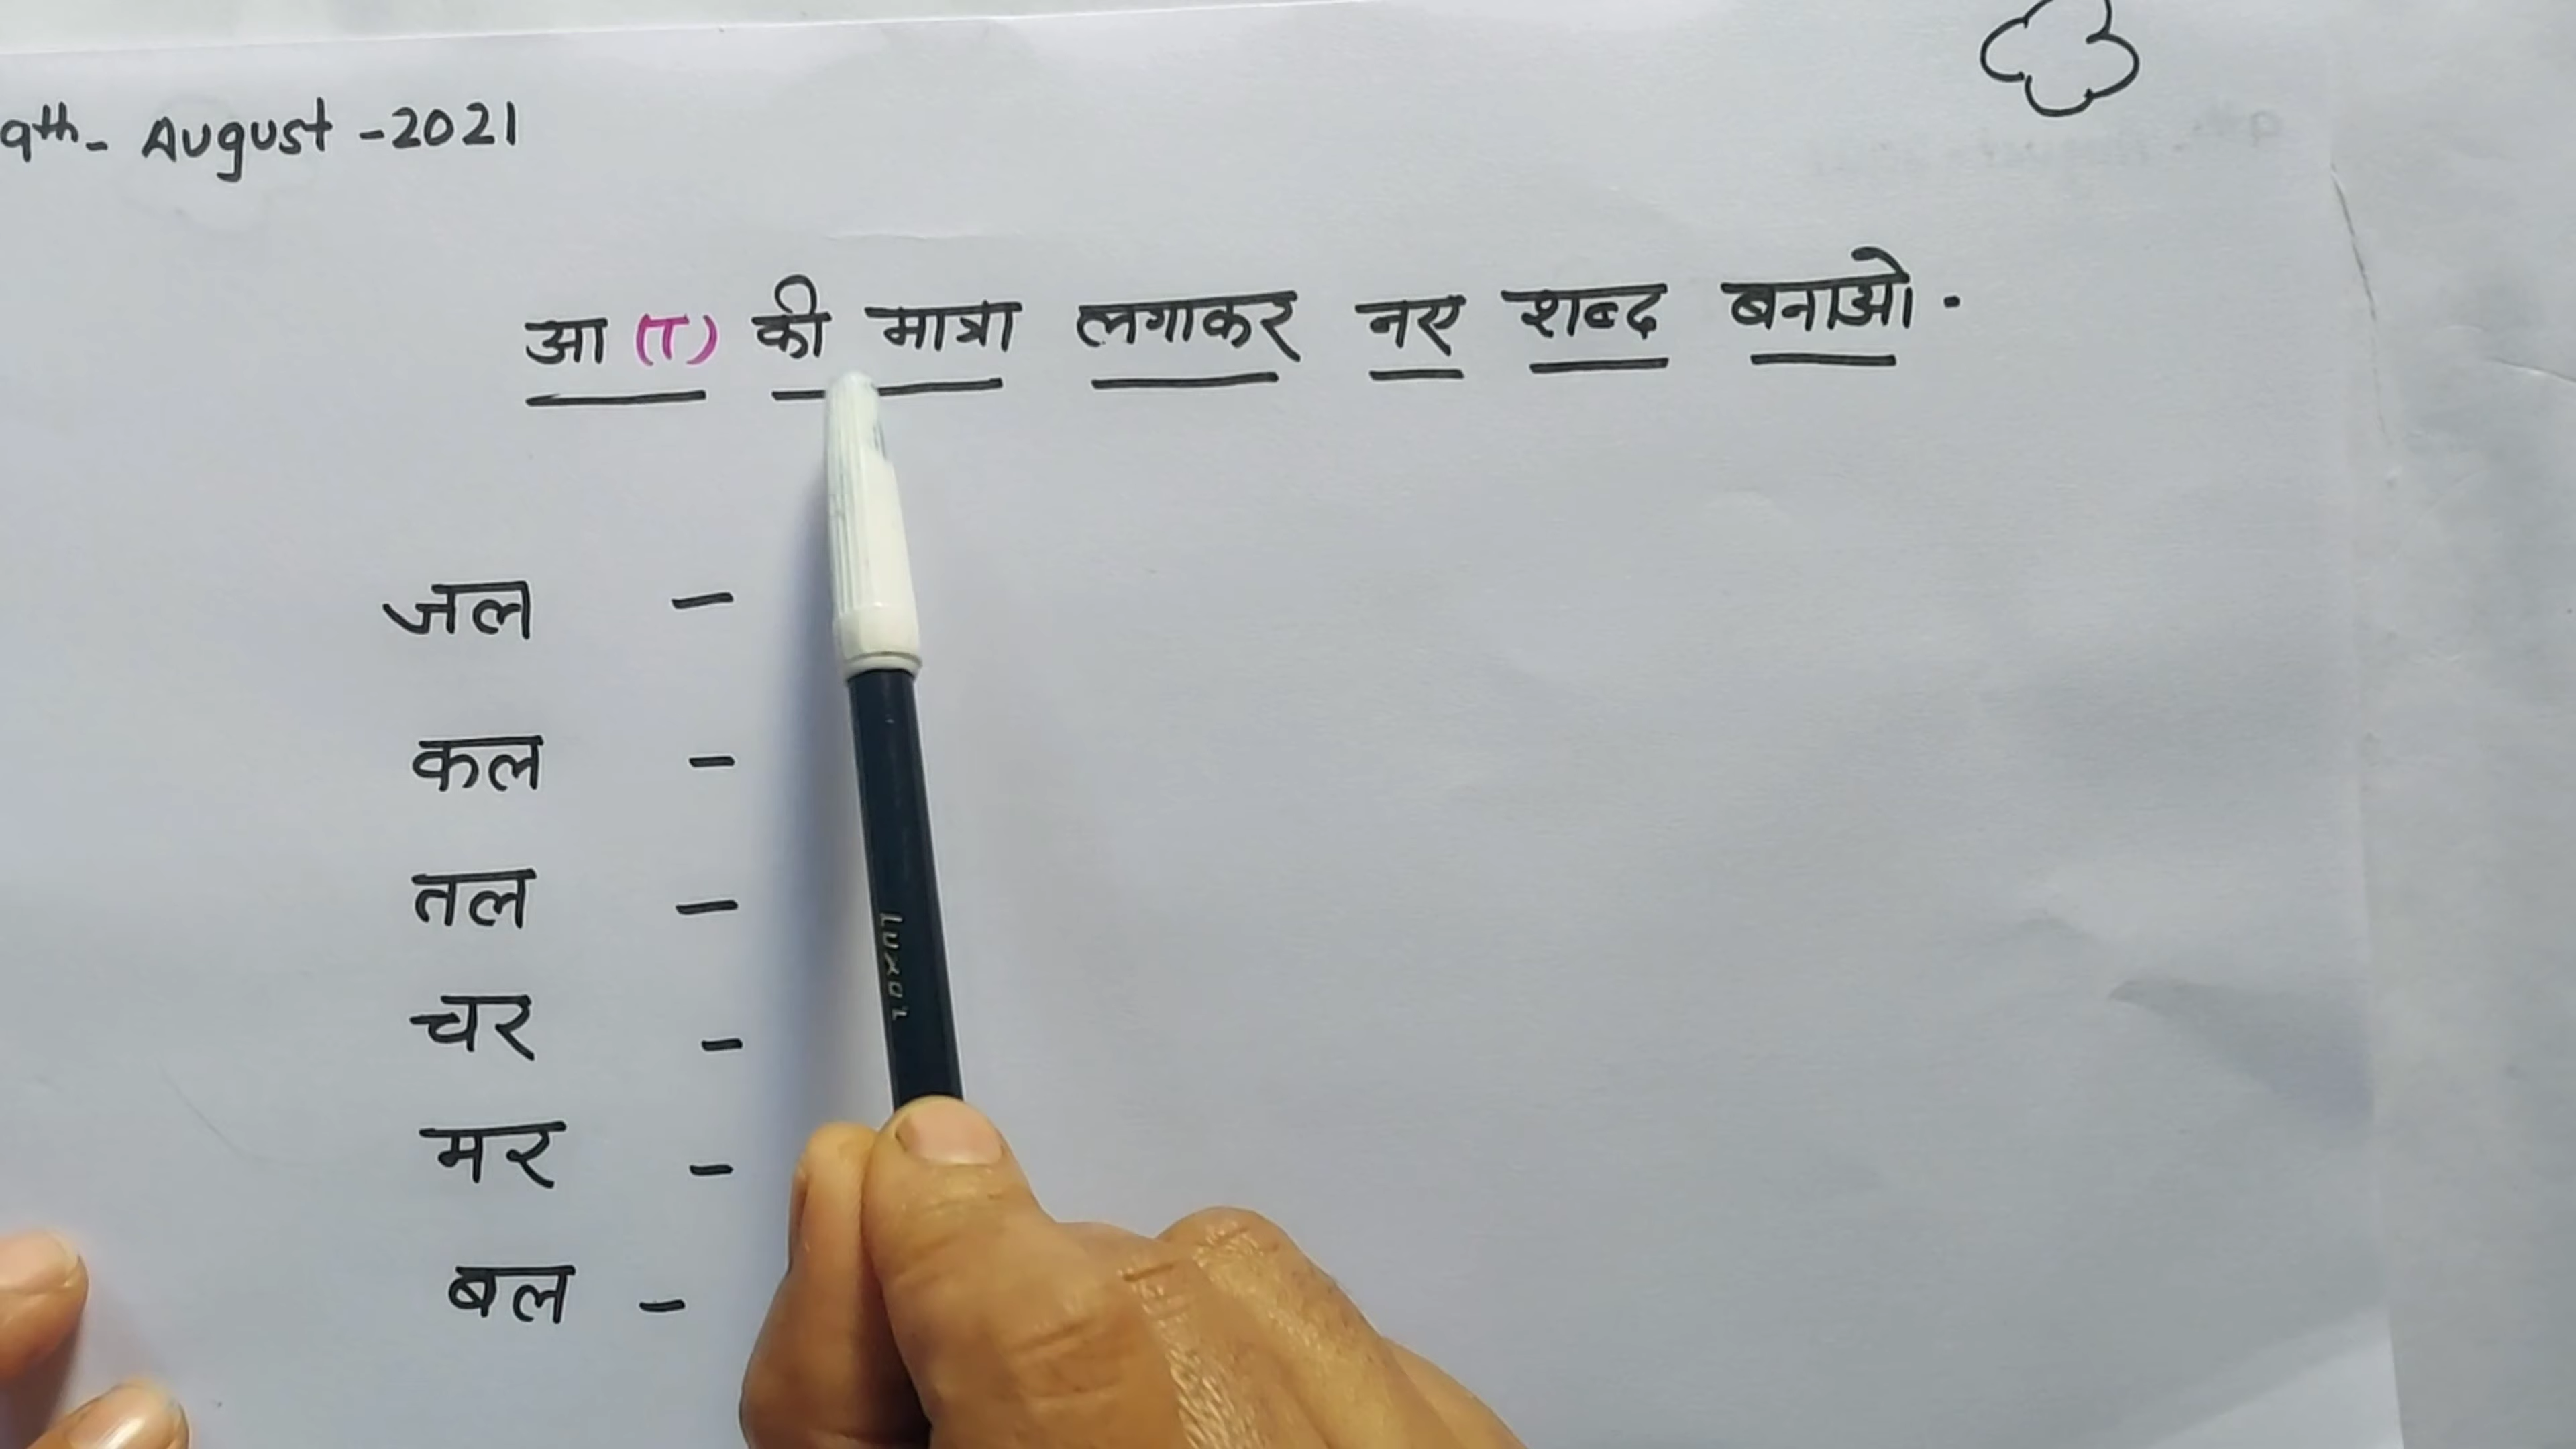 9th- August -2021
आ (ा) की मात्रा लगाकर नए शब्द बनाओ.
जल -
कल -
तल -
चर -
मर -
बल -
Luxor